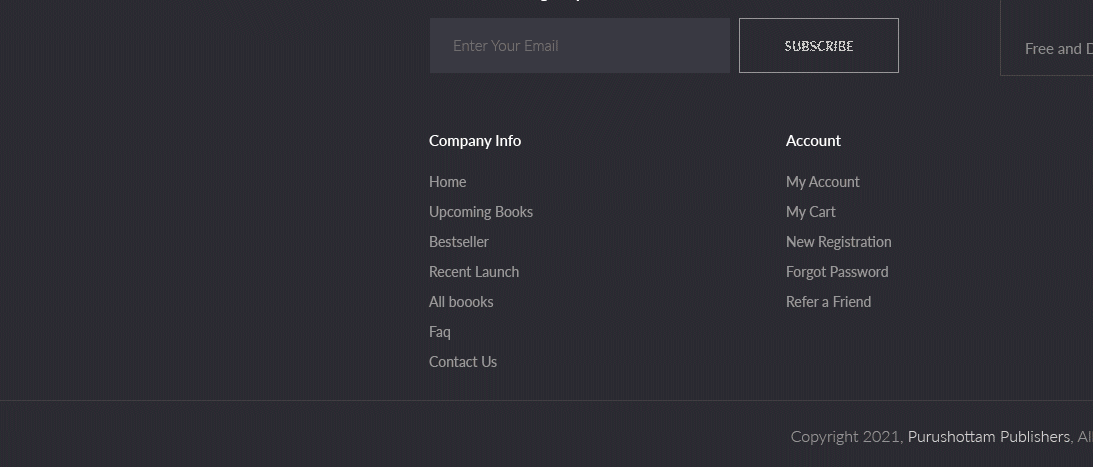 Enter Your Email
SUBSCRIBE
Free and
Company Info
Home
Upcoming Books
Bestseller
Recent Launch
All boooks
Faq
Contact Us
Account
My Account
My Cart
New Registration
Forgot Password
Refer a Friend
Copyright 2021, Purushottam Publishers,